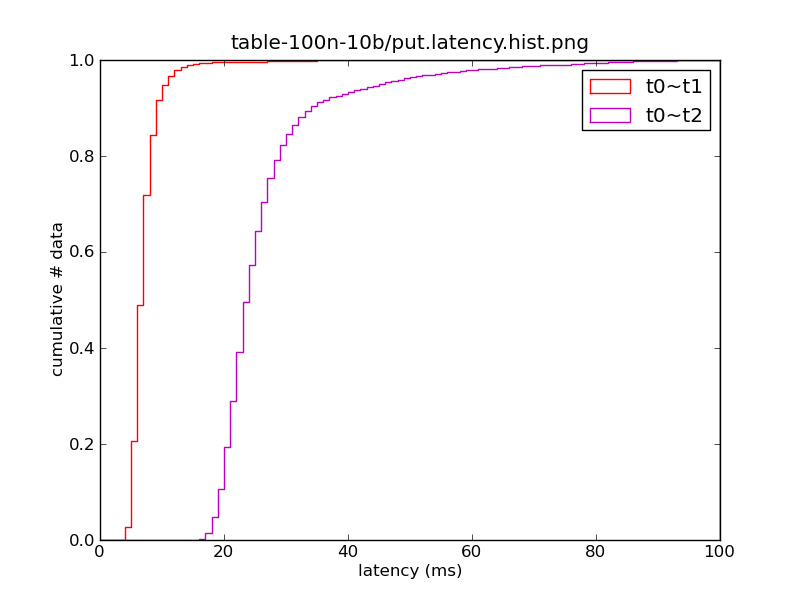 table-100n-10b/put.latency.hist.png
1.0
0.8
0.6
0.4
0.2
0.0
cumulative # data
t0~t1
t0~t2
0 20 40 60 80 100
latency (ms)